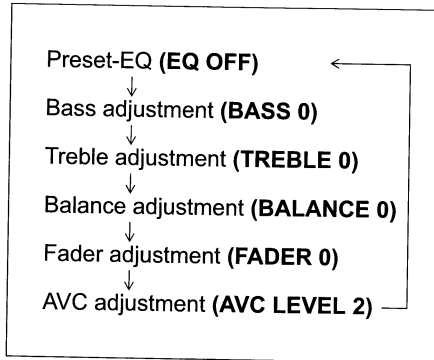 Preset-EQ (EQ OFF)
Bass adjustment (BASS 0)
Treble adjustment (TREBLE 0)
Balance adjustment (BALANCE 0)
Fader adjustment (FADER 0)
AVC adjustment (AVC LEVEL 2)